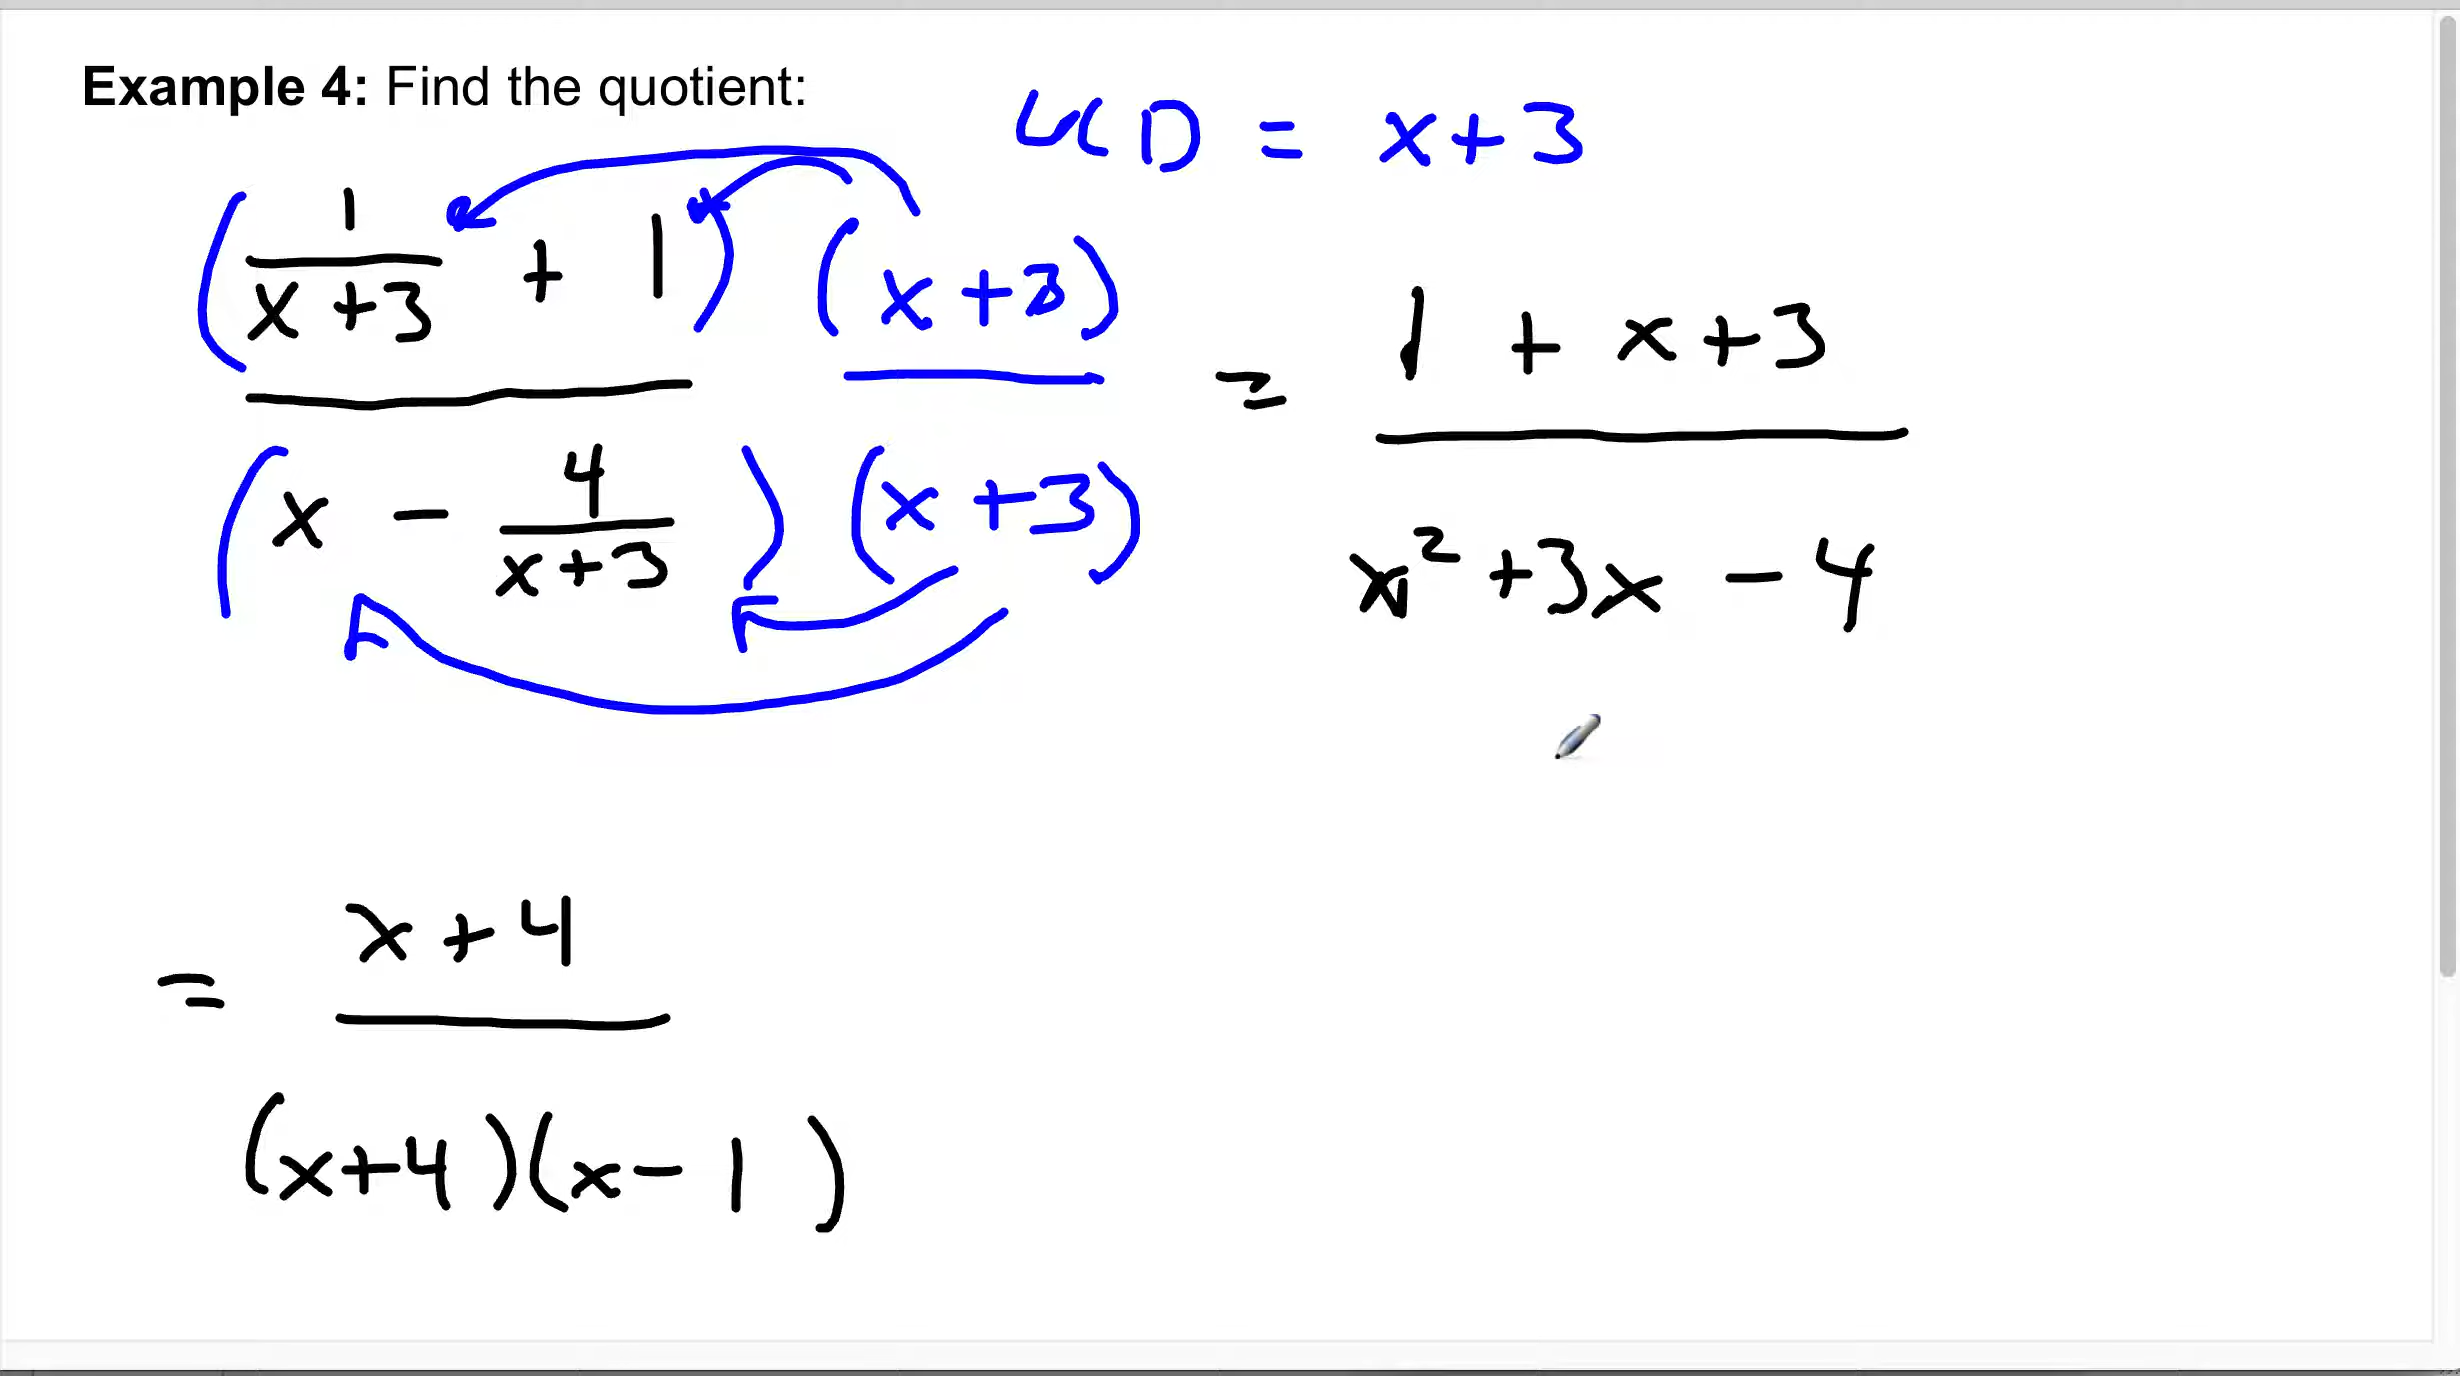 Example 4: Find the quotient:
LCD = x+3
(1/(x+3) + 1) (x+3)
(x - 4/(x+3)) (x+3)
= 
1 + x+3
x² +3x - 4
= 
x+4
(x+4)(x-1)